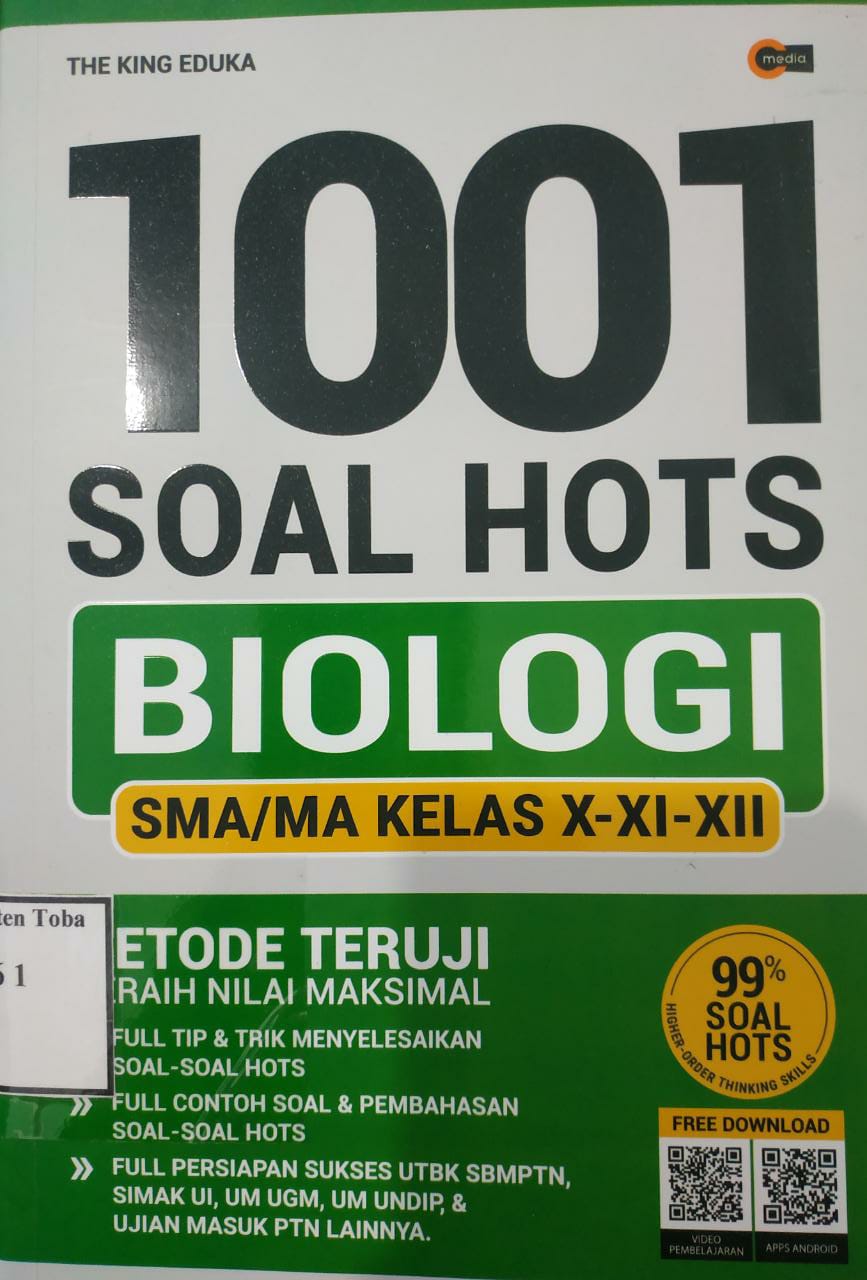 THE KING EDUKA
media
1001
SOAL HOTS
BIOLOGI
SMA/MA KELAS X-XI-XII
ten Toba
61
ETODE TERUJI
RAIH NILAI MAKSIMAL
FULL TIP & TRIK MENYELESAIKAN
SOAL-SOAL HOTS
» FULL CONTOH SOAL & PEMBAHASAN
SOAL-SOAL HOTS
» FULL PERSIAPAN SUKSES UTBK SBMPTN,
SIMAK UI, UM UGM, UM UNDIP, &
UJIAN MASUK PTN LAINNYA.
99%
SOAL
HOTS
HIGHER-ORDER THINKING SKILLS
FREE DOWNLOAD
VIDEO
PEMBELAJARAN
APPS ANDROID